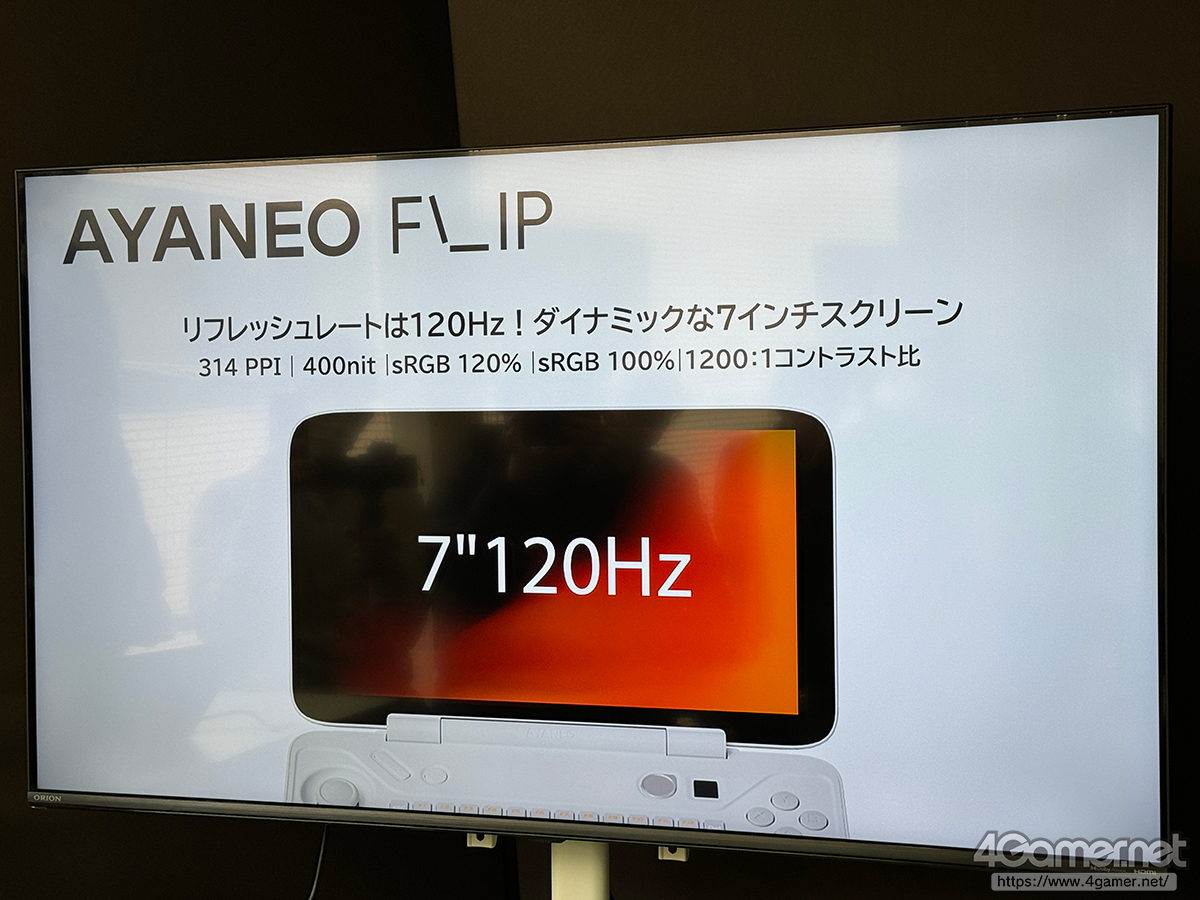 AYANEO F\_IP
リフレッシュレートは120Hz！ダイナミックな7インチスクリーン
314 PPI｜400nit |sRGB 120% |sRGB 100%|1200：1コントラスト比
7"120Hz
AYANEO
ORION
4Gamer.net
https://www.4gamer.net/
HDMI